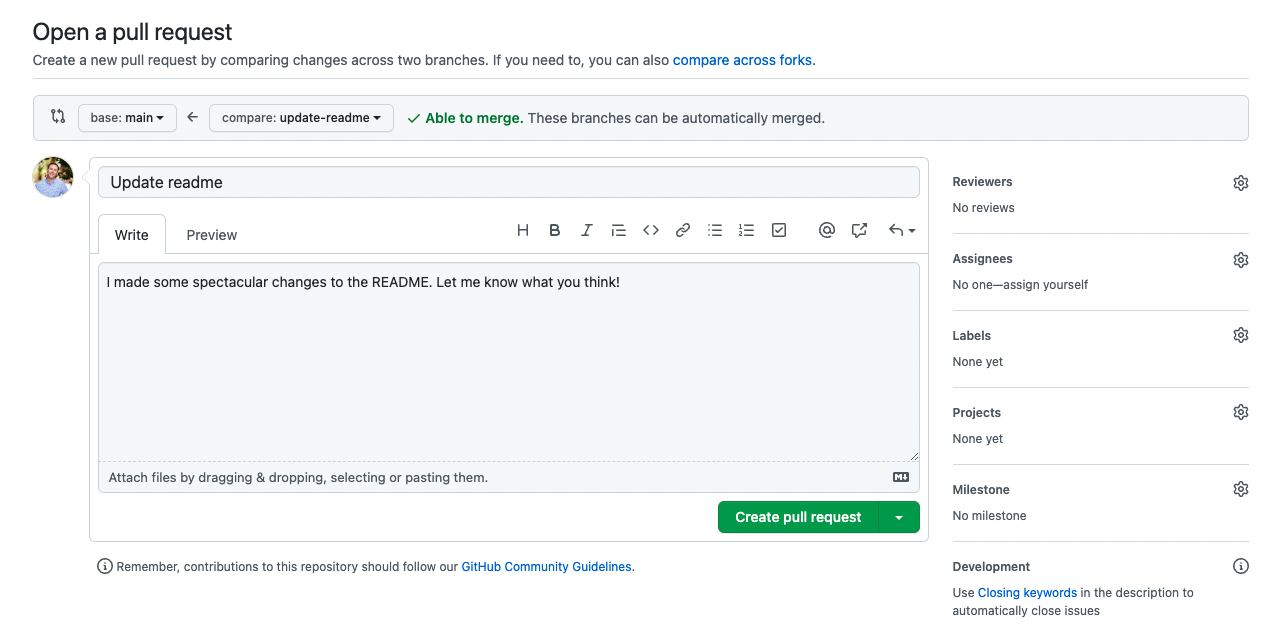 Open a pull request
Create a new pull request by comparing changes across two branches. If you need to, you can also compare across forks.
base: main
compare: update-readme
Able to merge. These branches can be automatically merged.
Update readme
Write
Preview
H B I
I made some spectacular changes to the README. Let me know what you think!
Attach files by dragging & dropping, selecting or pasting them.
Create pull request
Remember, contributions to this repository should follow our GitHub Community Guidelines.
Reviewers
No reviews
Assignees
No one—assign yourself
Labels
None yet
Projects
None yet
Milestone
No milestone
Development
Use Closing keywords in the description to
automatically close issues